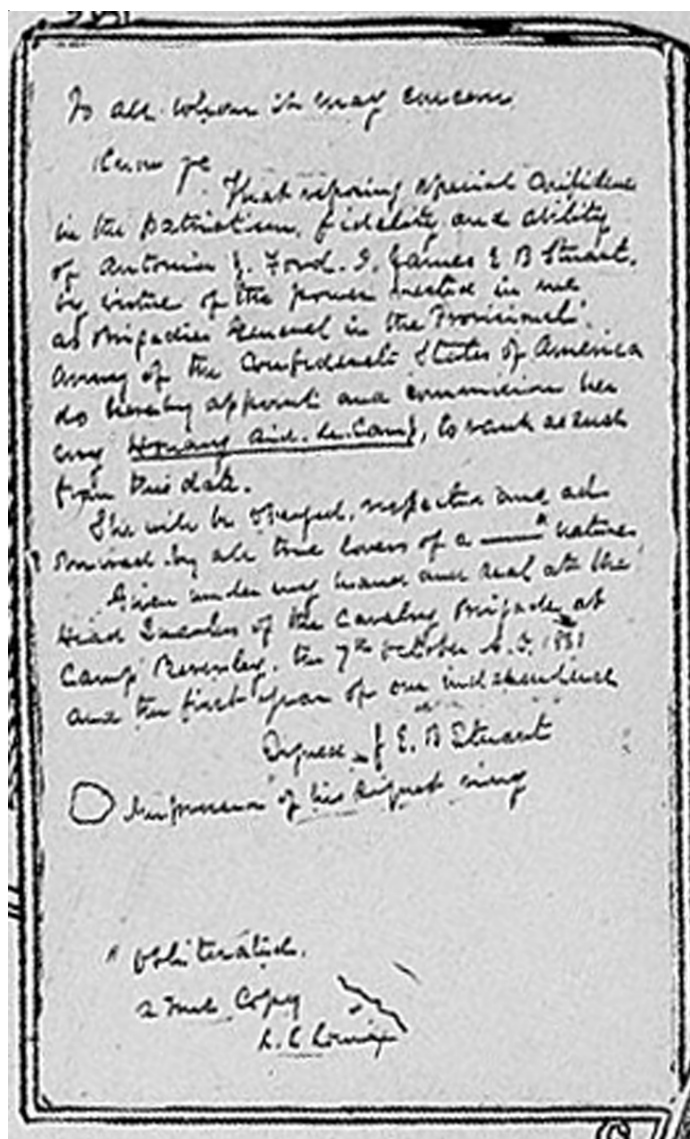 To all whom it may concern
Know ye
That reposing special confidence
in the patriotism, fidelity and ability
of Antonia J. Ford. I, James E B Stuart,
by virtue of the power vested in me
as Brigadier General in the Provisional
Army of the Confederate States of America
do hereby appoint and commission her
my Honary aid-de-Camp, to rank as such
from this date.
She will be obeyed, respected and ad
mired by all true lovers of a —" nature
Given under my hand and seal at the
Head Quarters of the Cavalry Brigade at
Camp Beverley, the 7th October A.D. 1861
and the first year of our independence
Signed J E. B Stuart
Impression of his signet ring
" obliterated.
a true Copy
L. C